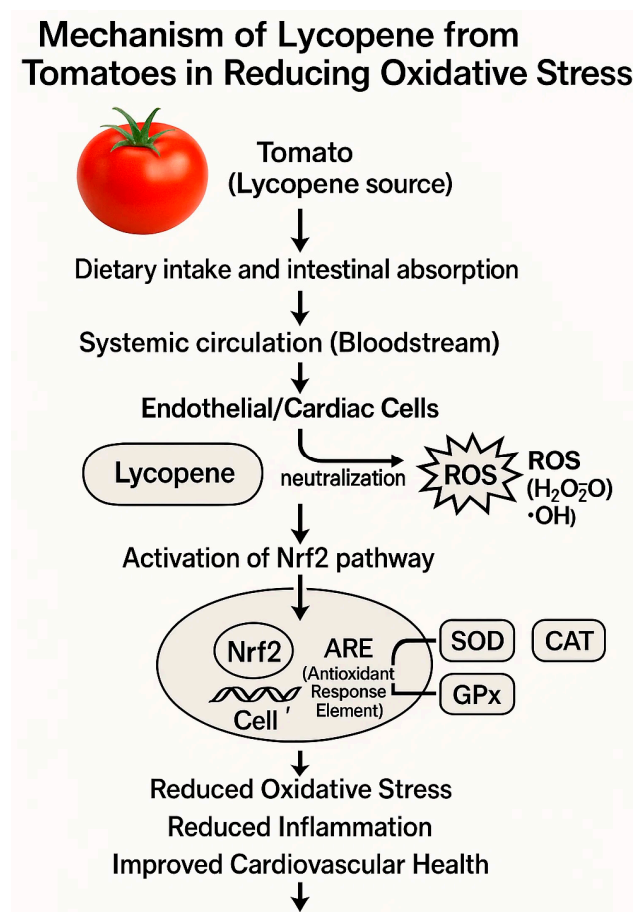 Mechanism of Lycopene from
Tomatoes in Reducing Oxidative Stress
Tomato
(Lycopene source)
Dietary intake and intestinal absorption
Systemic circulation (Bloodstream)
Endothelial/Cardiac Cells
Lycopene
neutralization
ROS
ROS
(H₂O₂̄O)
·OH)
Activation of Nrf2 pathway
Nrf2
ARE
(Antioxidant
Response
Element)
Cell ′
SOD
CAT
GPx
Reduced Oxidative Stress
Reduced Inflammation
Improved Cardiovascular Health